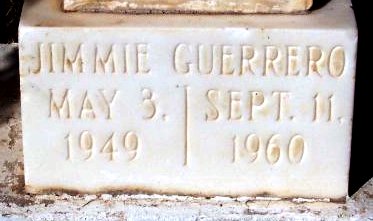 JIMMIE GUERRERO
MAY 3, | SEPT. 11,
1949 | 1960